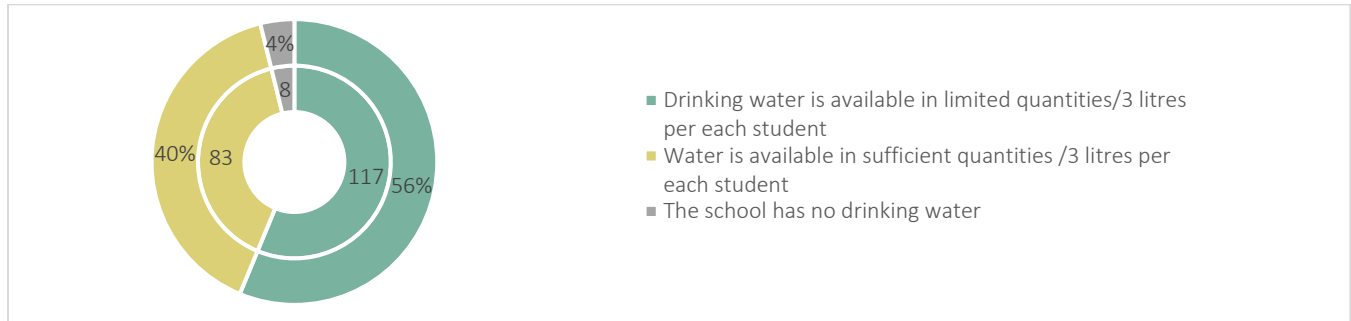 4%
8
40%
83
117
56%
Drinking water is available in limited quantities/3 litres
per each student
Water is available in sufficient quantities /3 litres per
each student
The school has no drinking water